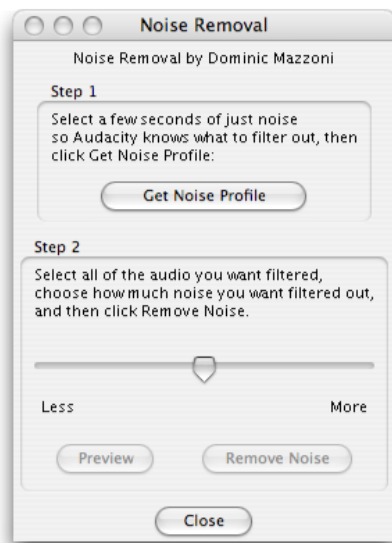 Noise Removal
Noise Removal by Dominic Mazzoni
Step 1
Select a few seconds of just noise
so Audacity knows what to filter out, then
click Get Noise Profile:
Get Noise Profile
Step 2
Select all of the audio you want filtered,
choose how much noise you want filtered out,
and then click Remove Noise.
Less More
Preview Remove Noise
Close